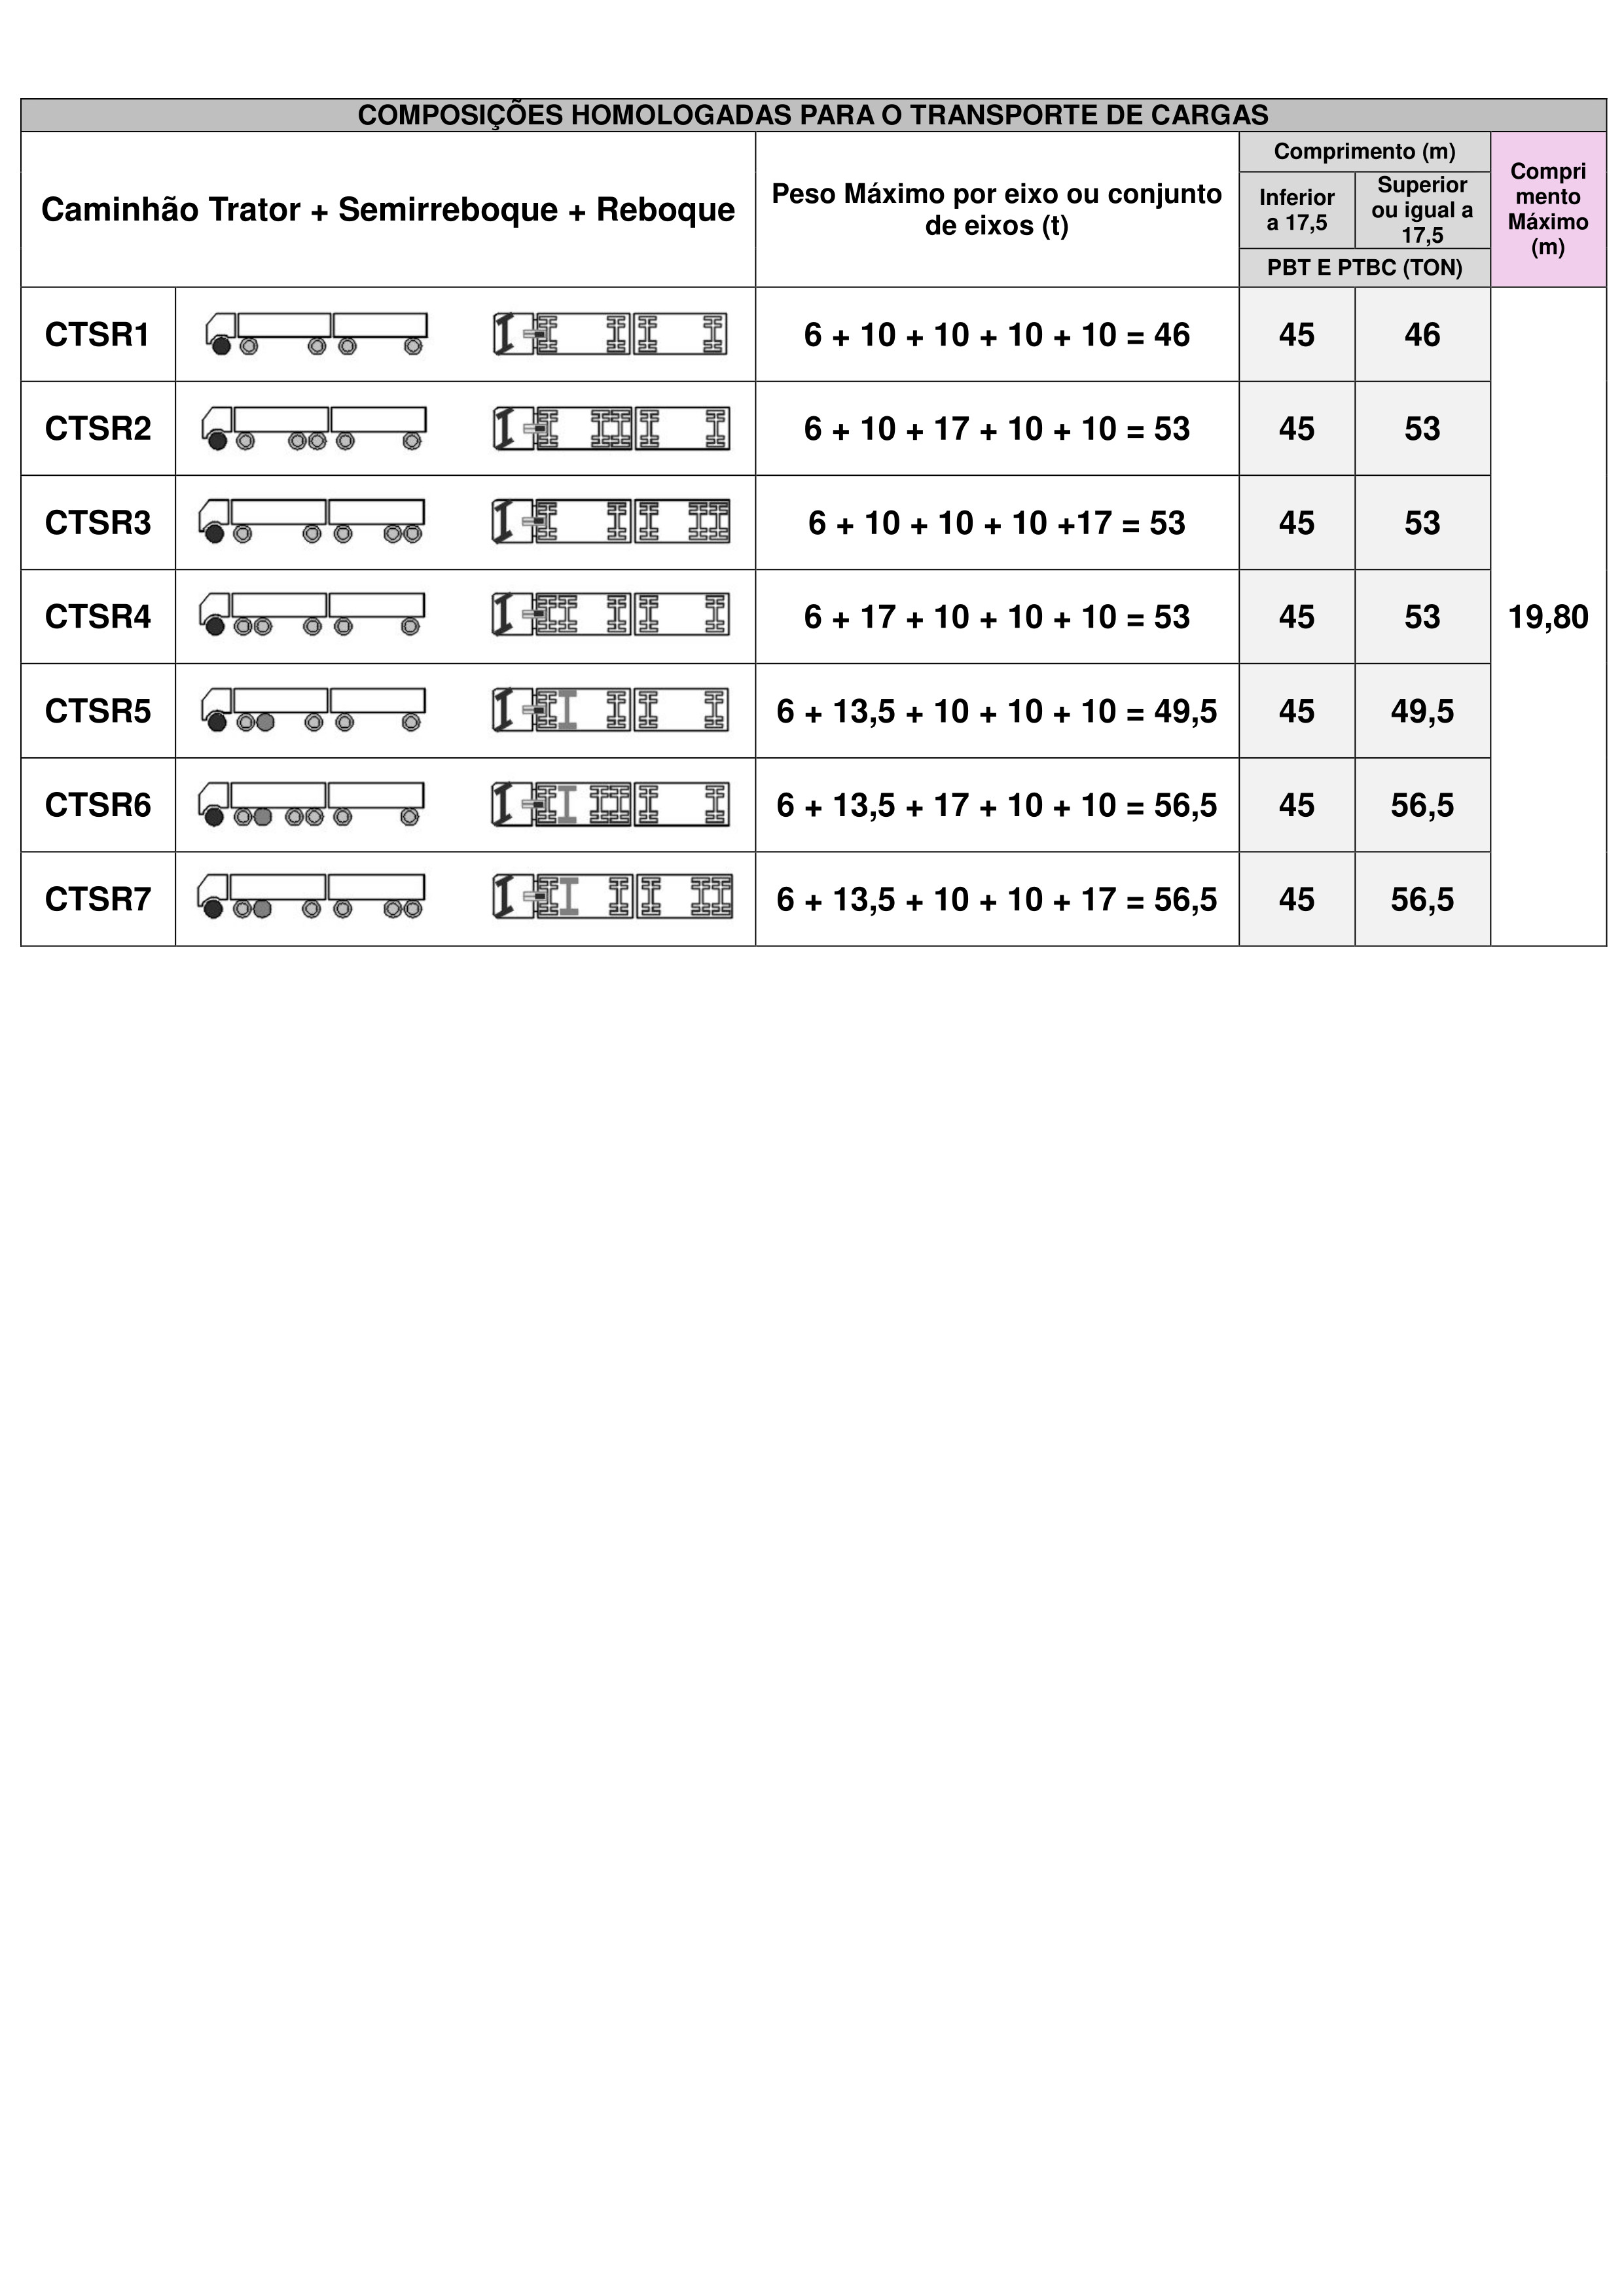 COMPOSIÇÕES HOMOLOGADAS PARA O TRANSPORTE DE CARGAS
Caminhão Trator + Semirreboque + Reboque
Peso Máximo por eixo ou conjunto
de eixos (t)
Comprimento (m)
Inferior
a 17,5
Superior
ou igual a
17,5
PBT E PTBC (TON)
Compri
mento
Máximo
(m)
CTSR1
6 + 10 + 10 + 10 + 10 = 46
45
46
CTSR2
6 + 10 + 17 + 10 + 10 = 53
45
53
CTSR3
6 + 10 + 10 + 10 +17 = 53
45
53
CTSR4
6 + 17 + 10 + 10 + 10 = 53
45
53
19,80
CTSR5
6 + 13,5 + 10 + 10 + 10 = 49,5
45
49,5
CTSR6
6 + 13,5 + 17 + 10 + 10 = 56,5
45
56,5
CTSR7
6 + 13,5 + 10 + 10 + 17 = 56,5
45
56,5